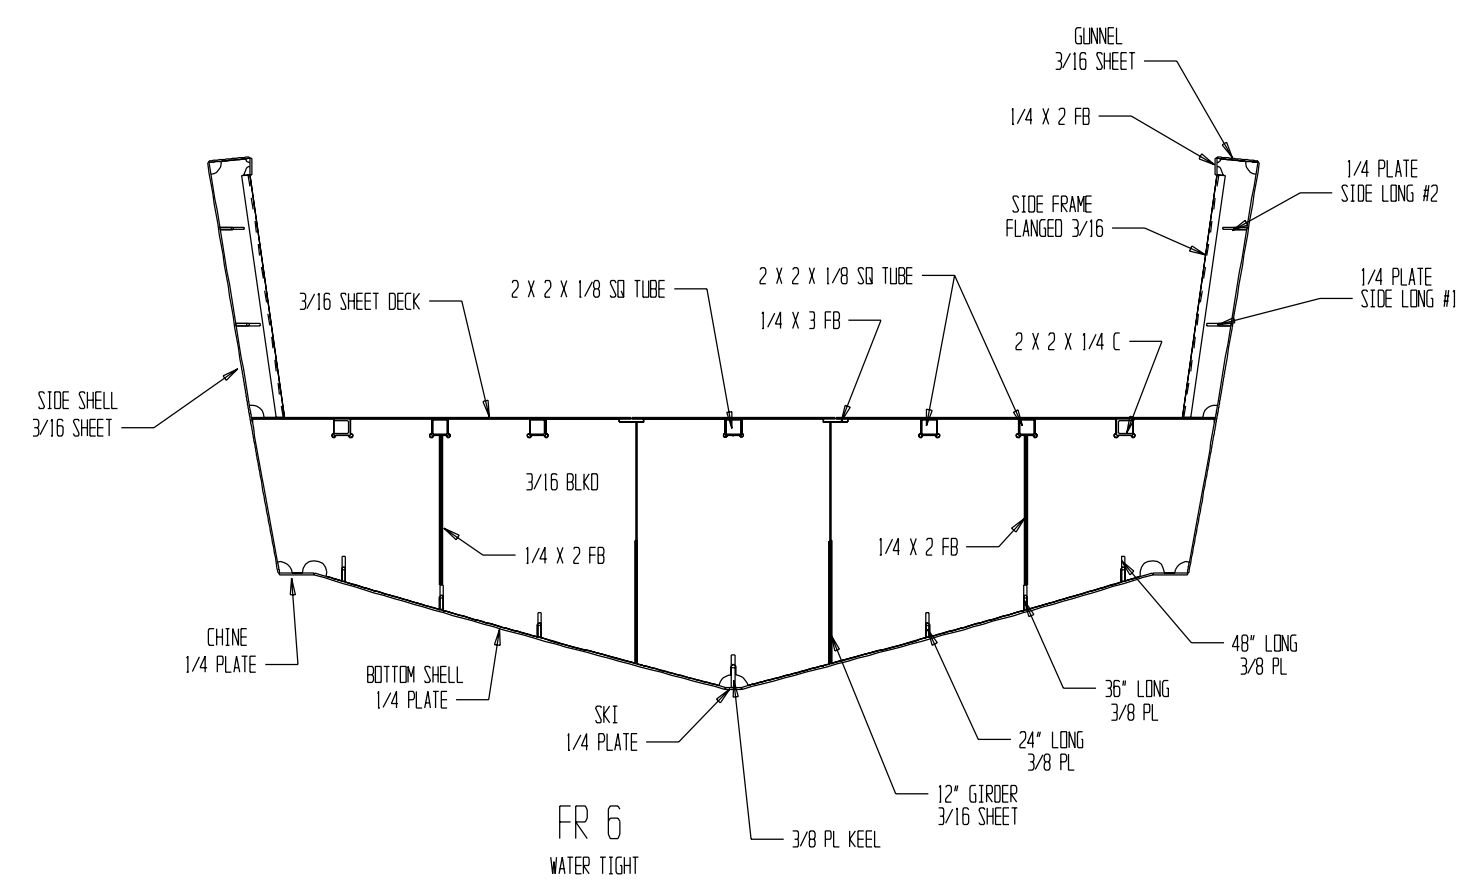 GUNNEL
3/16 SHEET
1/4 X 2 FB
1/4 PLATE
SIDE LONG #2
SIDE FRAME
FLANGED 3/16
2 X 2 X 1/8 SQ TUBE
2 X 2 X 1/8 SQ TUBE
1/4 PLATE
SIDE LONG #1
3/16 SHEET DECK
1/4 X 3 FB
2 X 2 X 1/4 C
SIDE SHELL
3/16 SHEET
3/16 BLKD
1/4 X 2 FB
1/4 X 2 FB
CHINE
1/4 PLATE
BOTTOM SHELL
1/4 PLATE
48" LONG
3/8 PL
36" LONG
3/8 PL
SKI
1/4 PLATE
24" LONG
3/8 PL
12" GIRDER
3/16 SHEET
FR 6
3/8 PL KEEL
WATER TIGHT